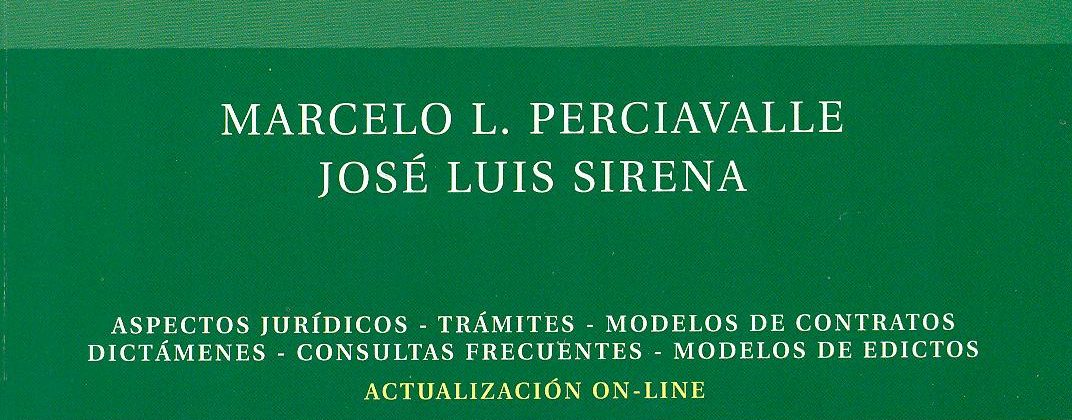 MARCELO L. PERCIAVALLE
JOSÉ LUIS SIRENA
ASPECTOS JURÍDICOS - TRÁMITES - MODELOS DE CONTRATOS
DICTÁMENES - CONSULTAS FRECUENTES - MODELOS DE EDICTOS
ACTUALIZACIÓN ON-LINE